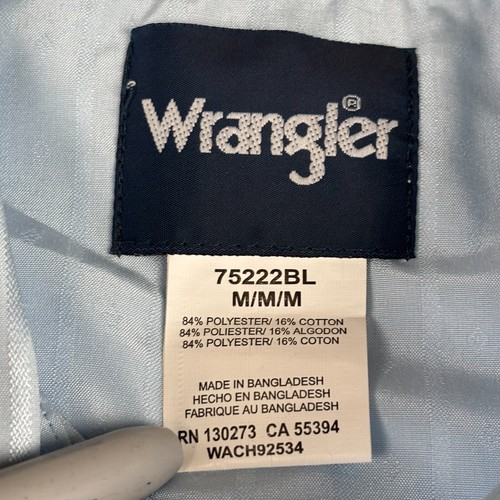 Wrangler®
75222BL
M/M/M
84% POLYESTER/ 16% COTTON
84% POLIESTER/ 16% ALGODON
84% POLYESTER/ 16% COTON
MADE IN BANGLADESH
HECHO EN BANGLADESH
FABRIQUE AU BANGLADESH
RN 130273 CA 55394
WACH92534